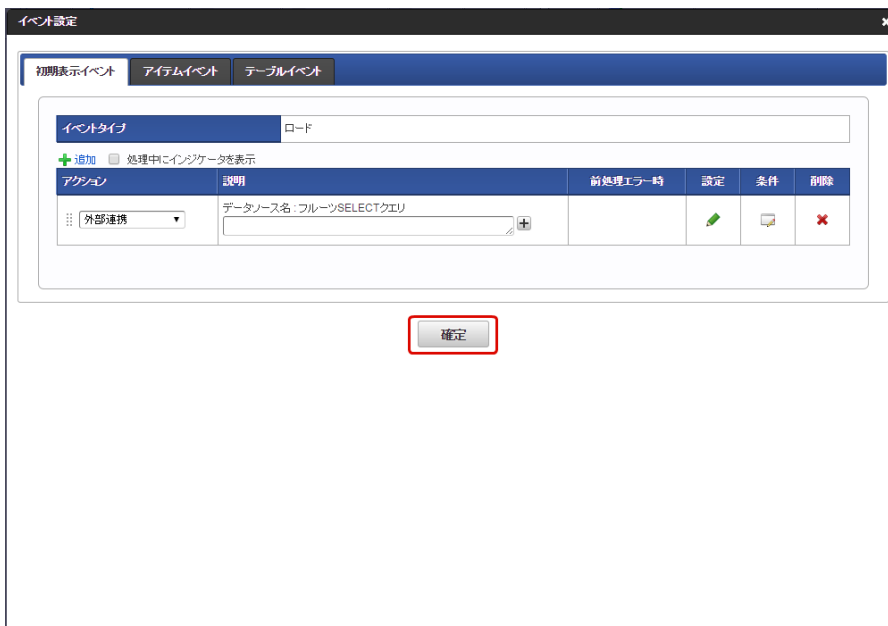 イベント設定
初期表示イベント アイテムイベント テーブルイベント
イベントタイプ ロード
追加 処理中にインジケータを表示
アクション 説明 前処理エラー時 設定 条件 削除
データソース名 : フルーツSELECTクエリ
外部連携
確定